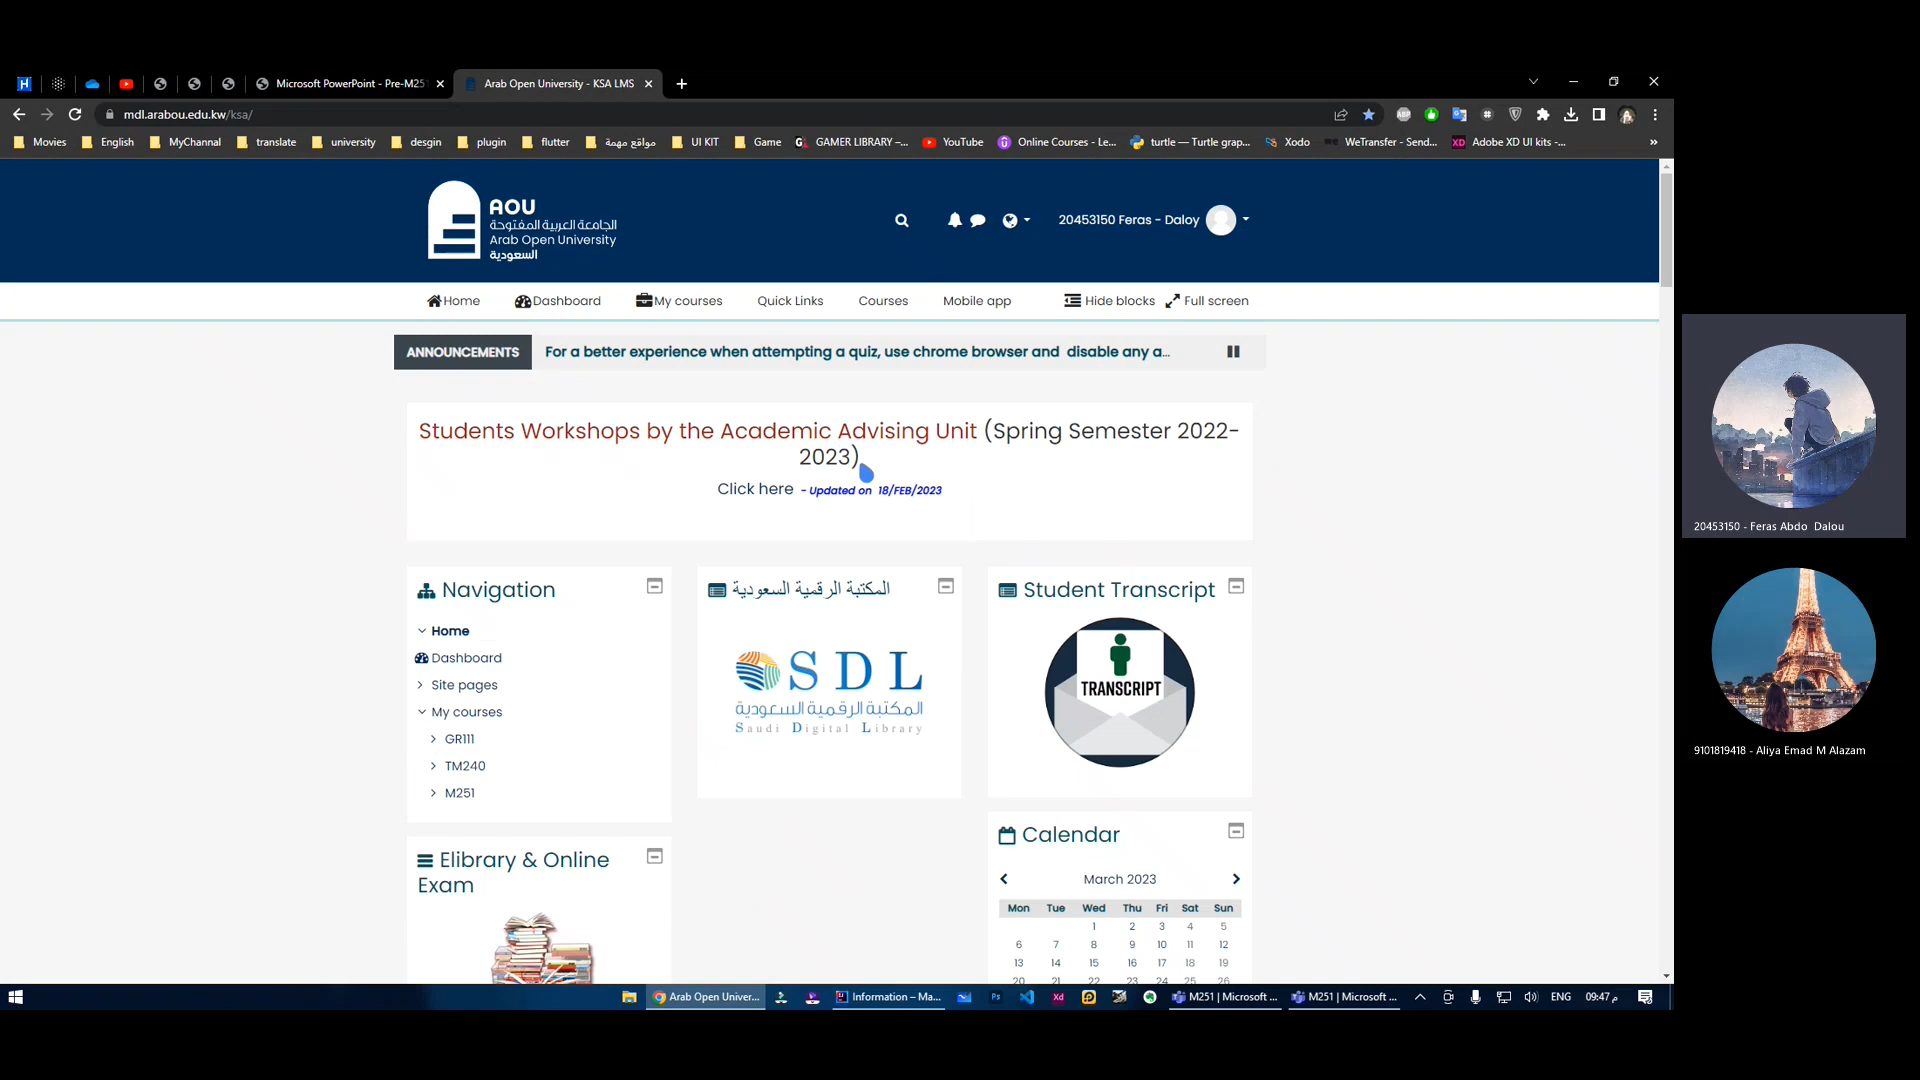 Microsoft PowerPoint - Pre-M251
Arab Open University - KSA LMS
mdl.arabou.edu.kw/ksa/
Movies English MyChannal translate university desgin plugin flutter مواقع مهمة UI KIT Game GAMER LIBRARY –... YouTube Online Courses - Le... turtle — Turtle grap... Xodo WeTransfer - Send... Adobe XD UI kits -... »
AOU
الجامعة العربية المفتوحة
Arab Open University
السعودية
20453150 Feras - Daloy
Home Dashboard My courses Quick Links Courses Mobile app Hide blocks Full screen
ANNOUNCEMENTS For a better experience when attempting a quiz, use chrome browser and disable any a...
Students Workshops by the Academic Advising Unit (Spring Semester 2022-
2023)
Click here - Updated on 18/FEB/2023
Navigation
Home
Dashboard
Site pages
My courses
GR111
TM240
M251
Elibrary & Online
Exam
المكتبة الرقمية السعودية
SDL
المكتبة الرقمية السعودية
Saudi Digital Library
Student Transcript
TRANSCRIPT
Calendar
March 2023
Mon Tue Wed Thu Fri Sat Sun
1 2 3 4 5
6 7 8 9 10 11 12
13 14 15 16 17 18 19
20 21 22 23 24 25 26
20453150 - Feras Abdo Dalou
9101819418 - Aliya Emad M Alazam
Arab Open Univer... Information – Ma... M251 | Microsoft ... M251 | Microsoft ... ENG 09:47 م